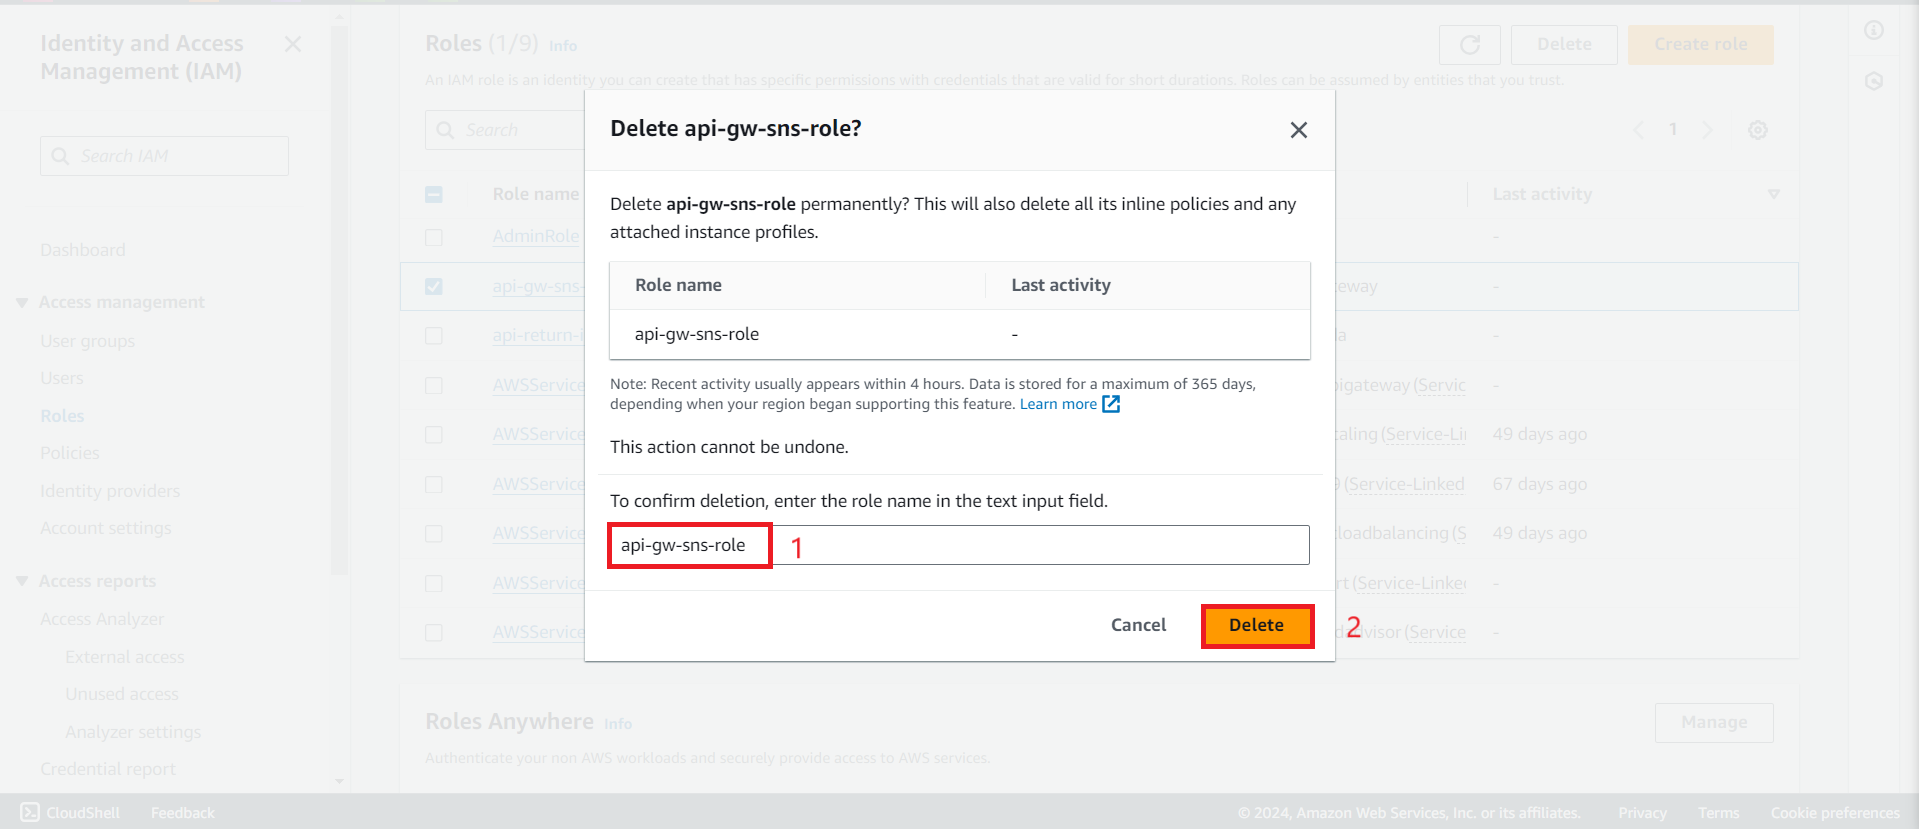 Identity and Access
Management (IAM)
Search IAM
Dashboard
Access management
User groups
Users
Roles
Policies
Identity providers
Account settings
Access reports
Access Analyzer
External access
Unused access
Analyzer settings
Credential report
Roles (1/9) Info
Delete
Create role
An IAM role is an identity you can create that has specific permissions with credentials that are valid for short durations. Roles can be assumed by entities that you trust.
Search
1
Role name
Last activity
AdminRole
-
api-gw-sns-
eway
-
api-return-i
a
-
AWSService
pigateway (Servic
-
AWSService
caling (Service-Li
49 days ago
AWSService
(Service-Linked
67 days ago
AWSService
loadbalancing (S
49 days ago
AWSService
rt (Service-Linke
-
AWSService
dvisor (Service
-
Delete api-gw-sns-role?
Delete api-gw-sns-role permanently? This will also delete all its inline policies and any
attached instance profiles.
Role name
Last activity
api-gw-sns-role
-
Note: Recent activity usually appears within 4 hours. Data is stored for a maximum of 365 days,
depending when your region began supporting this feature. Learn more
This action cannot be undone.
To confirm deletion, enter the role name in the text input field.
api-gw-sns-role
1
Cancel
Delete
2
Roles Anywhere Info
Manage
Authenticate your non AWS workloads and securely provide access to AWS services.
CloudShell
Feedback
© 2024, Amazon Web Services, Inc. or its affiliates.
Privacy
Terms
Cookie preferences